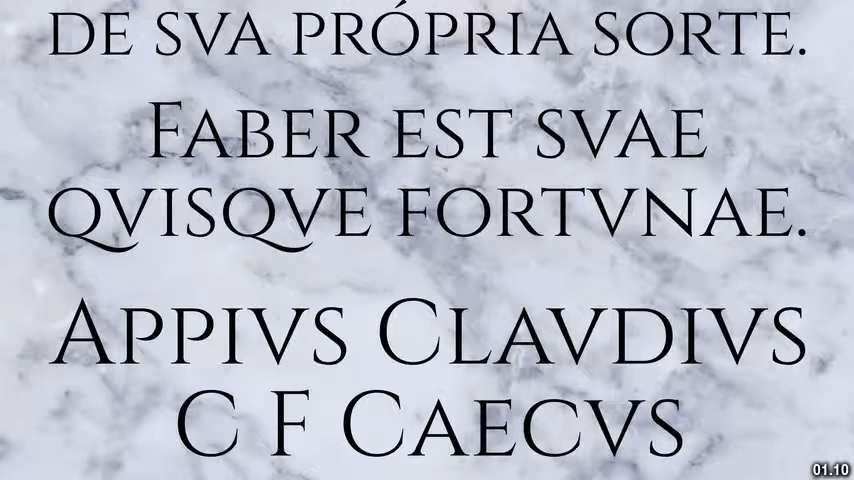 DE SVA PRÓPRIA SORTE.
FABER EST SVAE
QVISQVE FORTVNAE.
APPIVS CLAVDIVS
C F CAECVS
01.10